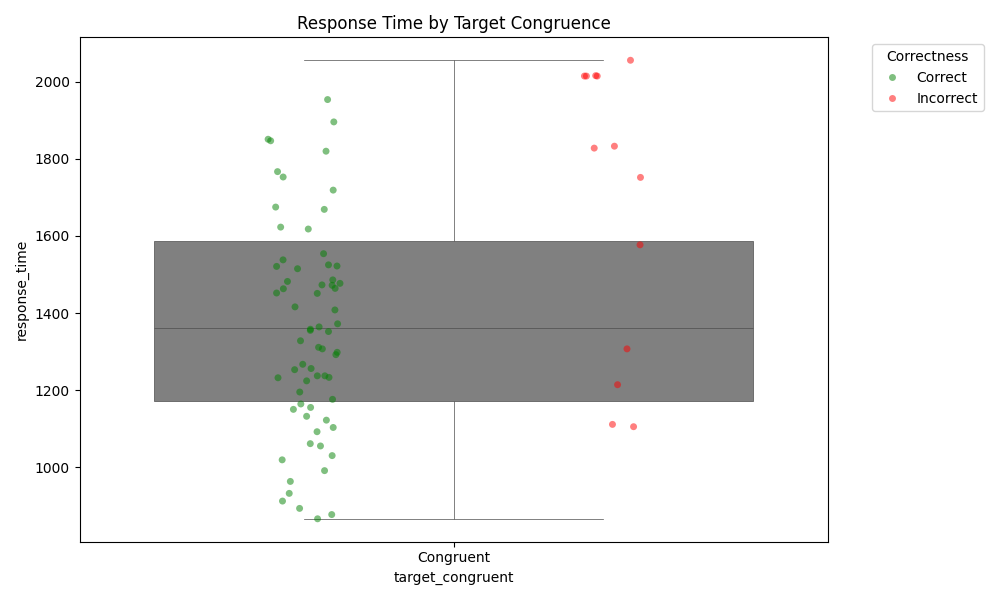 Response Time by Target Congruence
Correctness
Correct
Incorrect
response_time
2000
1800
1600
1400
1200
1000
Congruent
target_congruent